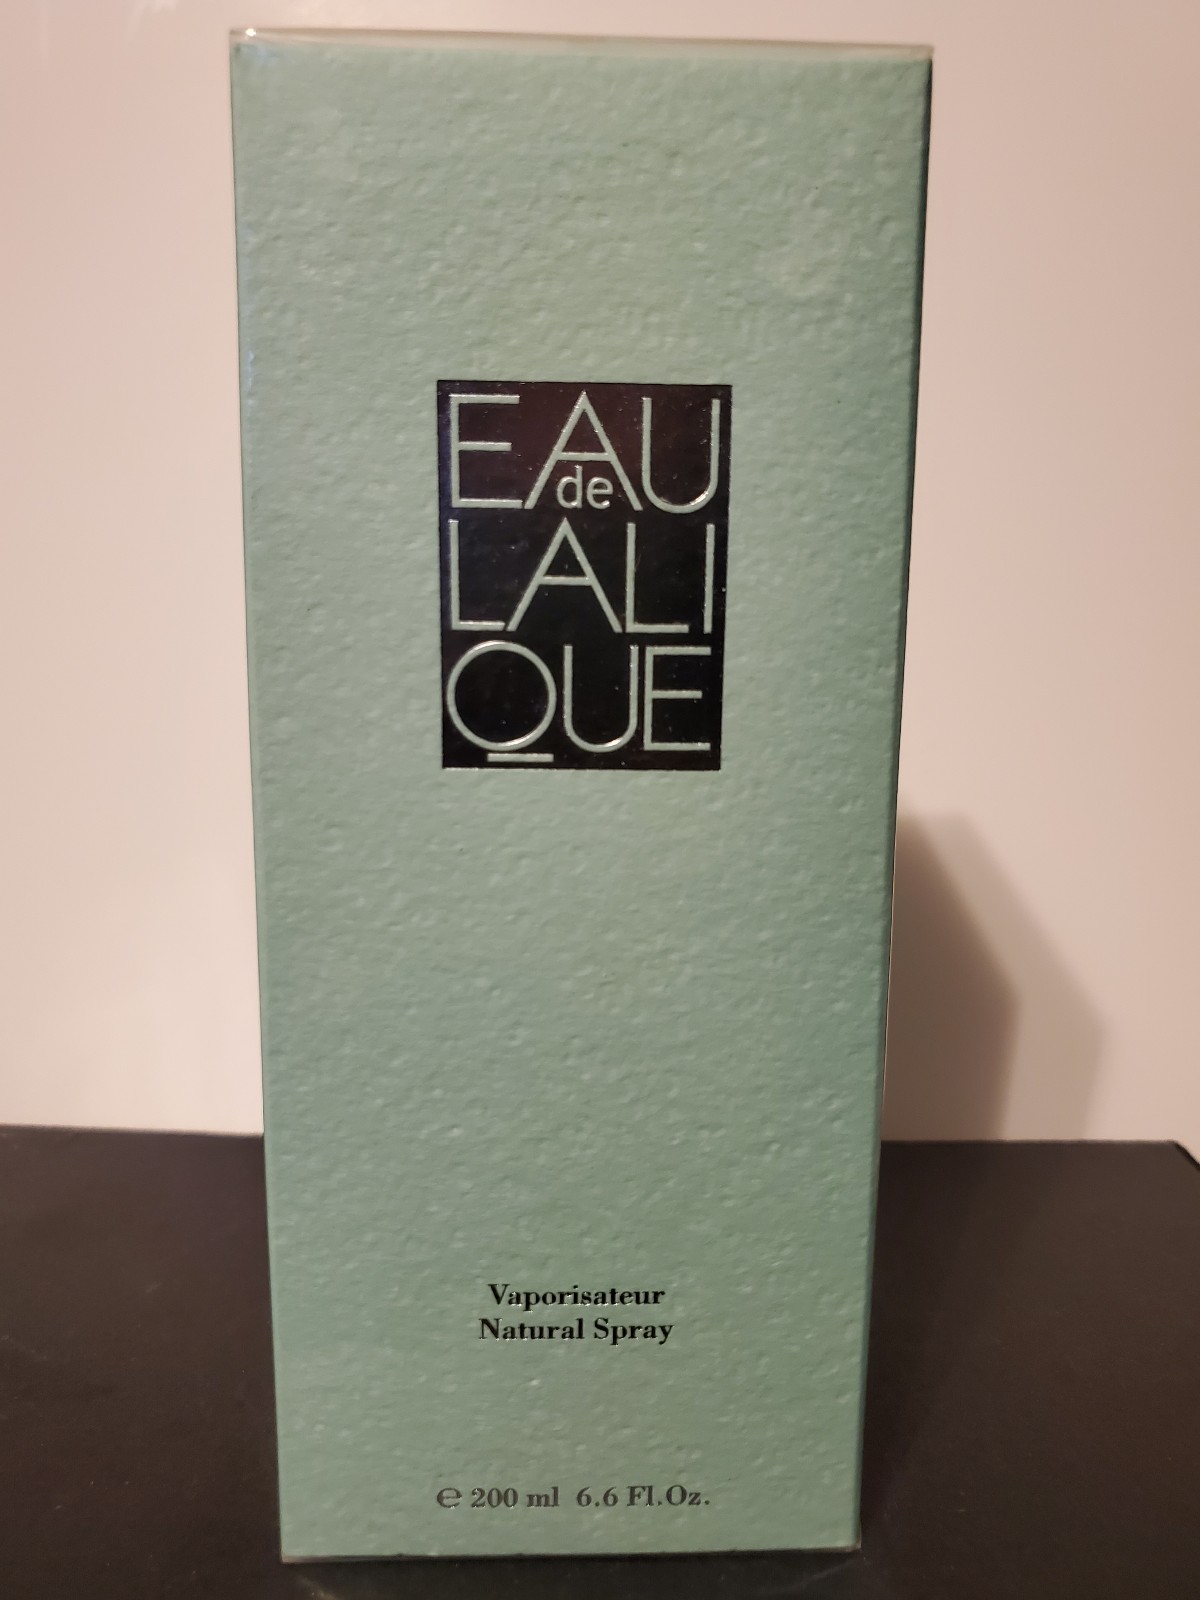 EAU
de
LALI
QUE
Vaporisateur
Natural Spray
℮ 200 ml 6.6 Fl.Oz.